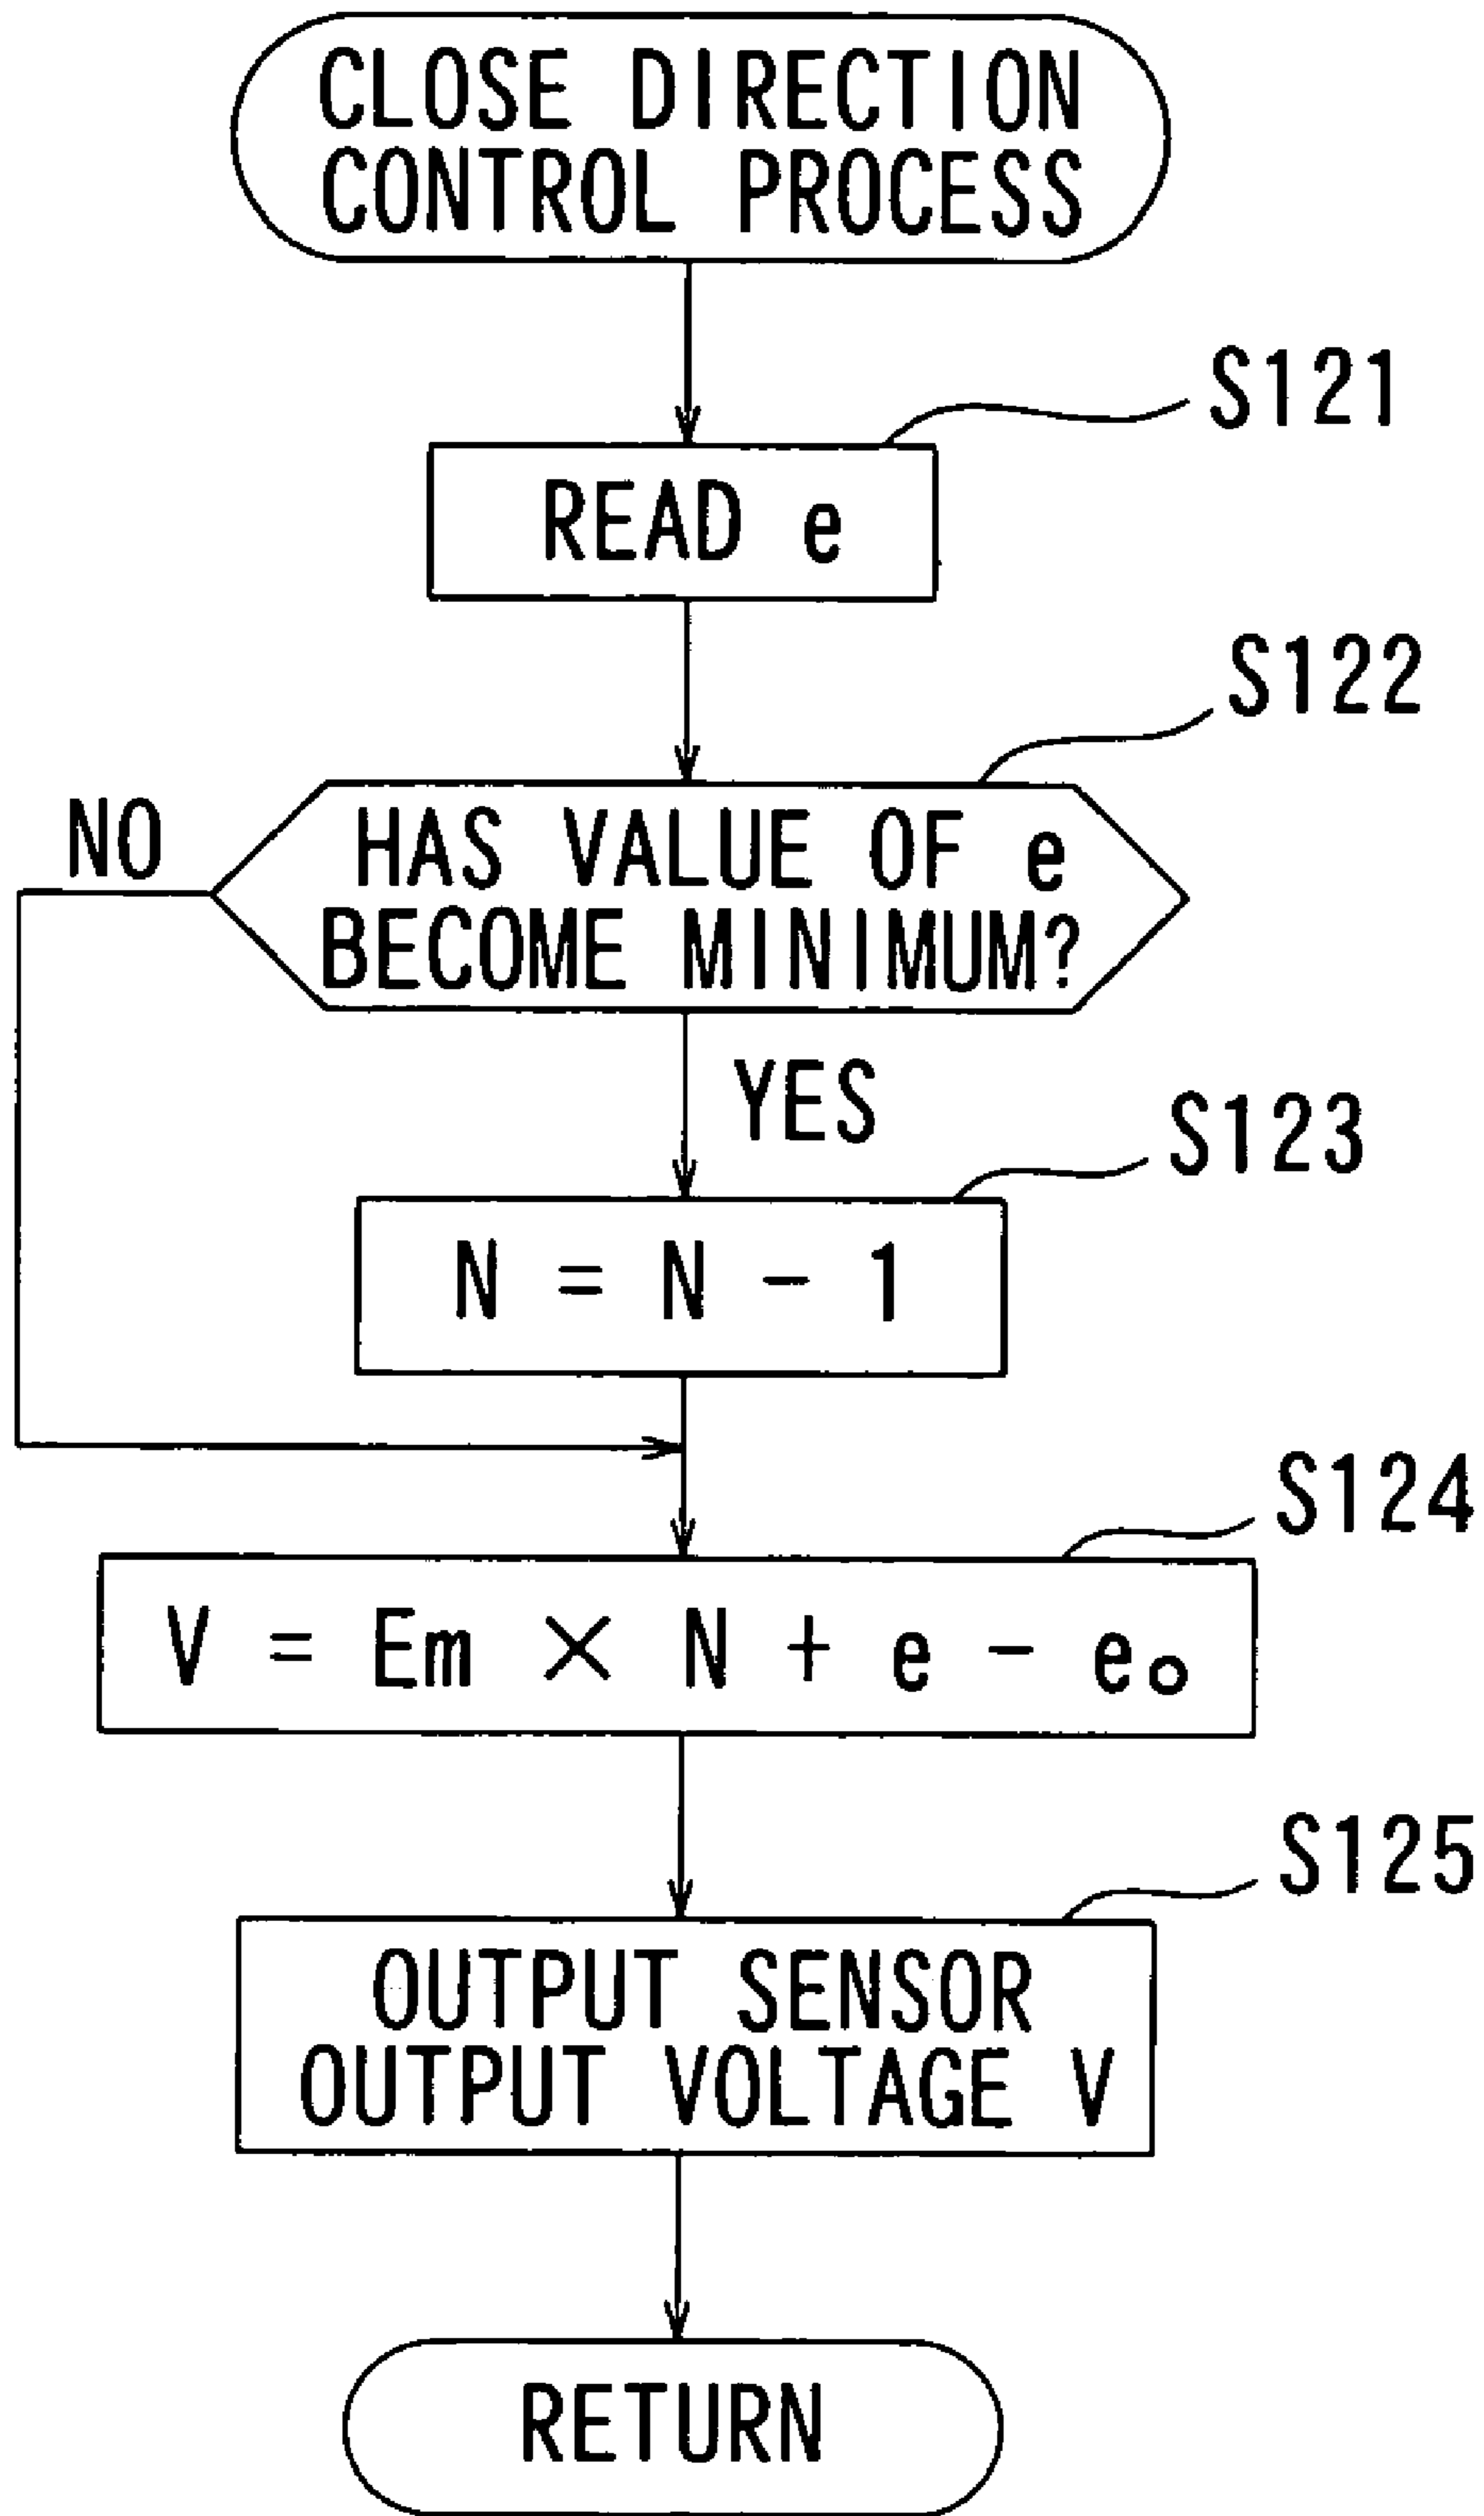 CLOSE DIRECTION
CONTROL PROCESS
S121
READ e
S122
NO
HAS VALUE OF e
BECOME MINIMUM?
YES
S123
N = N - 1
S124
V = Em × N + e - e₀
S125
OUTPUT SENSOR
OUTPUT VOLTAGE V
RETURN